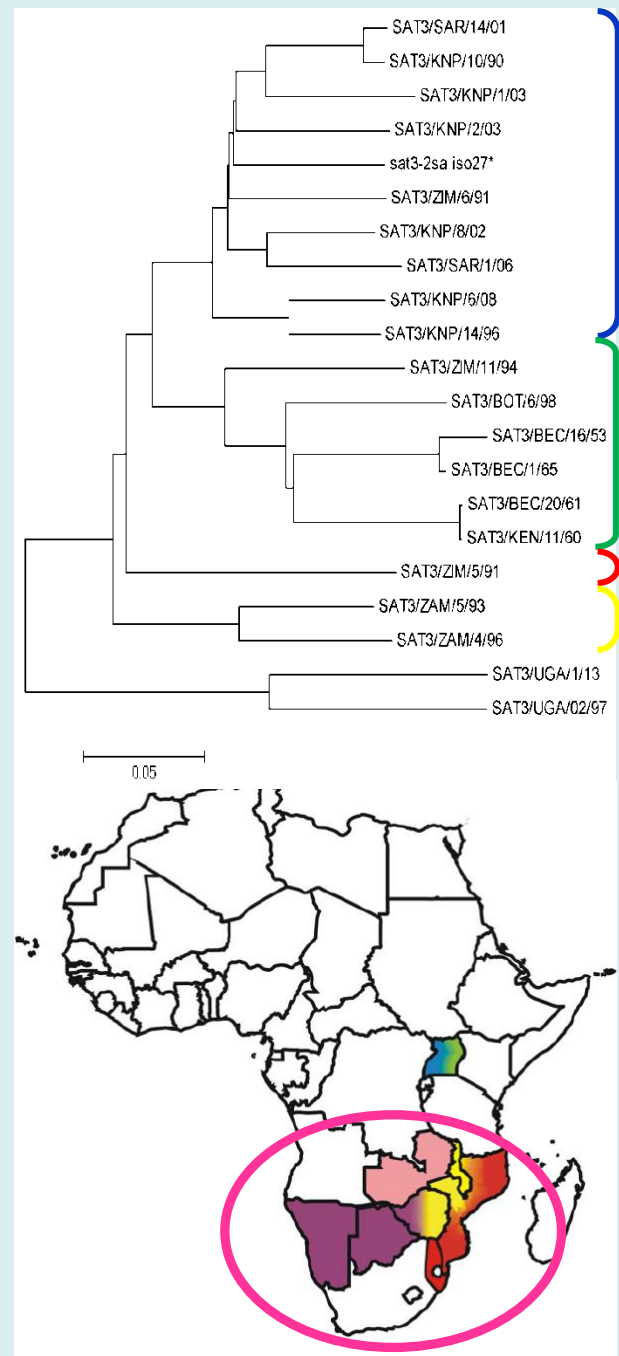 SAT3/SAR/14/01
SAT3/KNP/10/90
SAT3/KNP/1/03
SAT3/KNP/2/03
sat3-2sa iso27*
SAT3/ZIM/6/91
SAT3/KNP/8/02
SAT3/SAR/1/06
SAT3/KNP/6/08
SAT3/KNP/14/96
SAT3/ZIM/11/94
SAT3/BOT/6/98
SAT3/BEC/16/53
SAT3/BEC/1/65
SAT3/BEC/20/61
SAT3/KEN/11/60
SAT3/ZIM/5/91
SAT3/ZAM/5/93
SAT3/ZAM/4/96
SAT3/UGA/1/13
SAT3/UGA/02/97
0.05